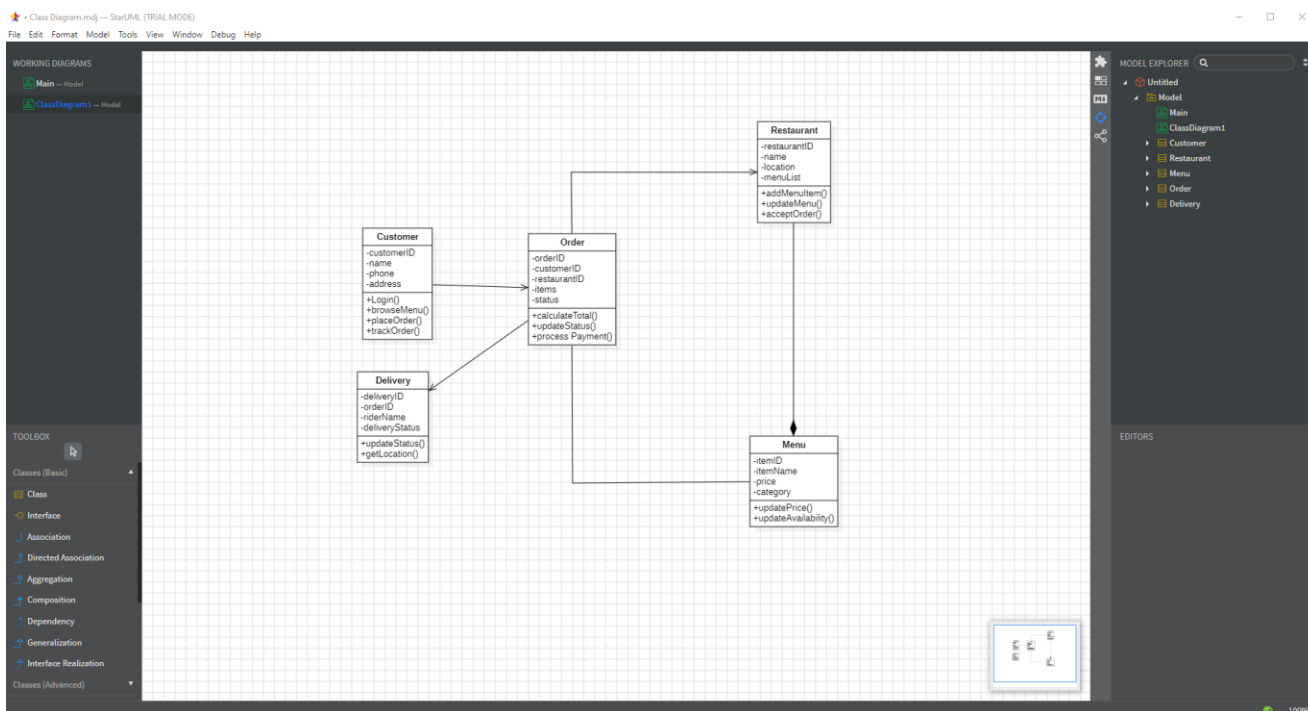 • Class Diagram.mdj — StarUML (TRIAL MODE)
File Edit Format Model Tools View Window Debug Help
WORKING DIAGRAMS
Main — Model
ClassDiagram1 — Model
TOOLBOX
Classes (Basic)
Class
Interface
Association
Directed Association
Aggregation
Composition
Dependency
Generalization
Interface Realization
Classes (Advanced)
Restaurant
-restaurantID
-name
-location
-menuList
+addMenuItem()
+updateMenu()
+acceptOrder()
Customer
-customerID
-name
-phone
-address
+Login()
+browseMenu()
+placeOrder()
+trackOrder()
Order
-orderID
-customerID
-restaurantID
-items
-status
+calculateTotal()
+updateStatus()
+process Payment()
Delivery
-deliveryID
-orderID
-riderName
-deliveryStatus
+updateStatus()
+getLocation()
Menu
-itemID
-itemName
-price
-category
+updatePrice()
+updateAvailability()
MODEL EXPLORER
Untitled
Model
Main
ClassDiagram1
Customer
Restaurant
Menu
Order
Delivery
EDITORS
100%